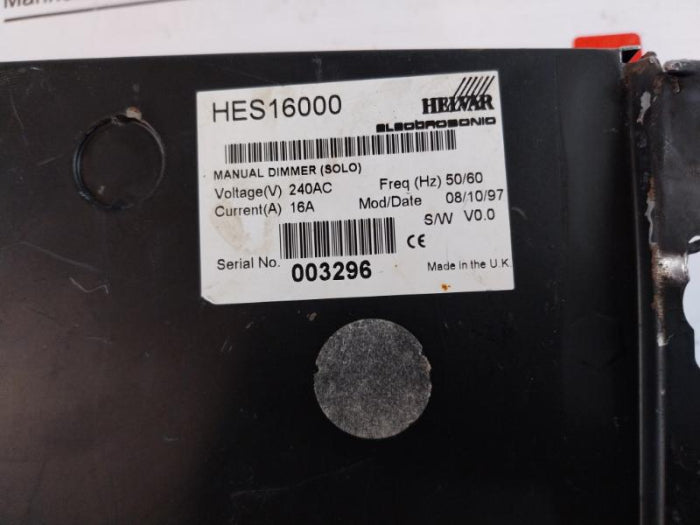 HES16000
HELVAR
ELECTROSONIC
MANUAL DIMMER (SOLO)
Voltage(V) 240AC Freq (Hz) 50/60
Current(A) 16A Mod/Date 08/10/97
S/W V0.0
CE
Serial No. 003296 Made in the U.K.